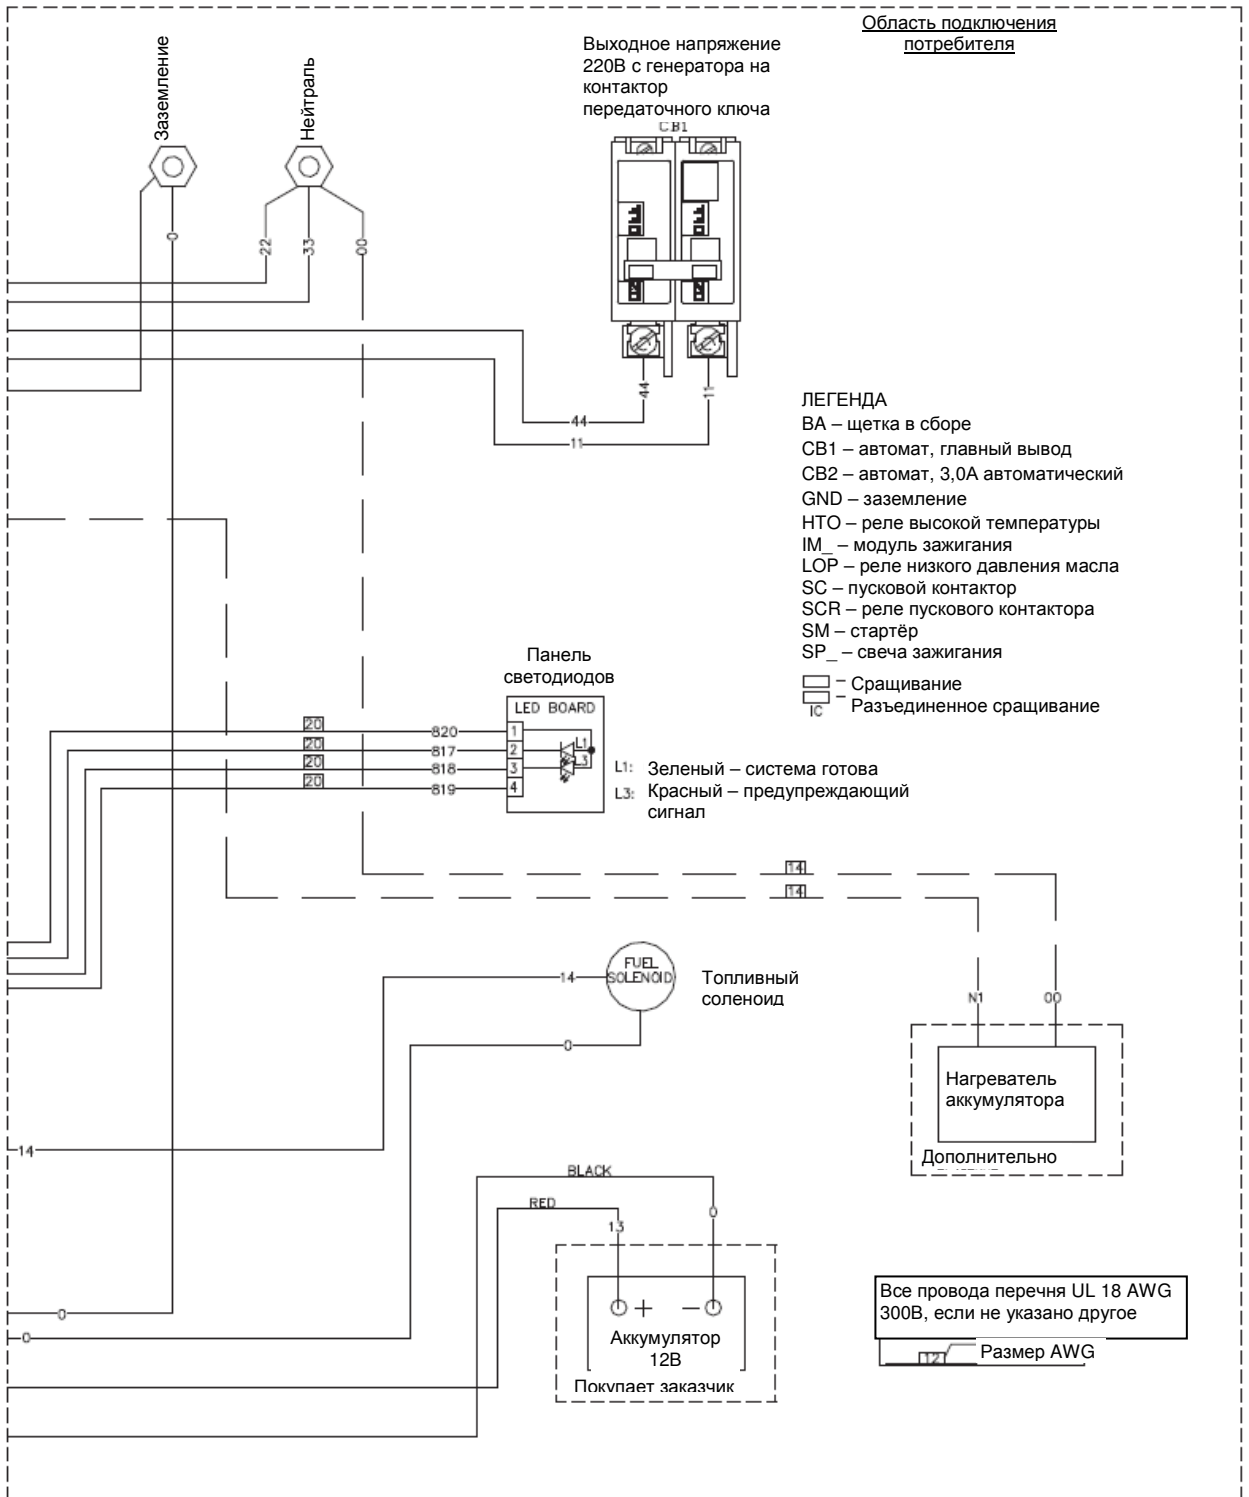 Область подключения
потребителя
Заземление
Нейтраль
Выходное напряжение
220В с генератора на
контактор
передаточного ключа
CB1
0
22
33
00
44
11
44
11
ЛЕГЕНДА
BA – щетка в сборе
CB1 – автомат, главный вывод
CB2 – автомат, 3,0А автоматический
GND – заземление
HTO – реле высокой температуры
IM_ – модуль зажигания
LOP – реле низкого давления масла
SC – пусковой контактор
SCR – реле пускового контактора
SM – стартёр
SP_ – свеча зажигания
– Сращивание
IC – Разъединенное сращивание
Панель
светодиодов
LED BOARD
20 820 1
20 817 2 L1
20 818 3 L3
20 819 4
L1: Зеленый – система готова
L3: Красный – предупреждающий
сигнал
14
14
FUEL
SOLENOID
14
Топливный
соленоид
0
N1 00
Нагреватель
аккумулятора
Дополнительно
14
BLACK
RED
13
0
+ –
Аккумулятор
12В
Покупает заказчик
0
0
Все провода перечня UL 18 AWG
300В, если не указано другое
12 Размер AWG